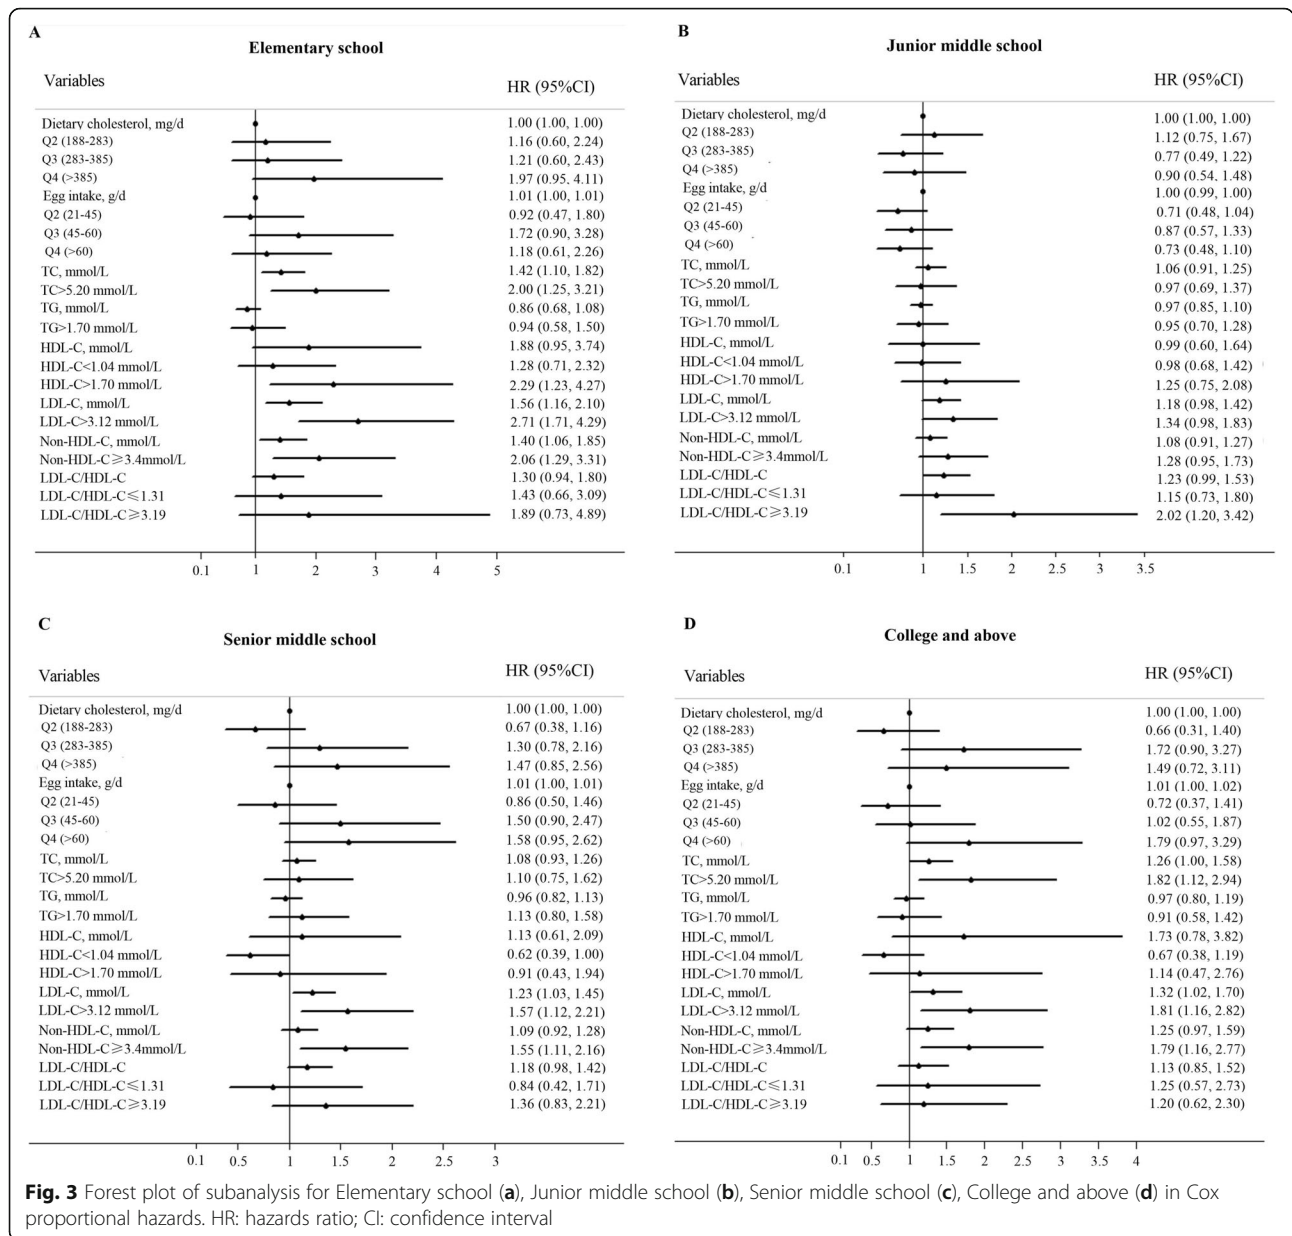 A
Elementary school
Variables
HR (95%CI)
Dietary cholesterol, mg/d 1.00 (1.00, 1.00)
Q2 (188-283) 1.16 (0.60, 2.24)
Q3 (283-385) 1.21 (0.60, 2.43)
Q4 (>385) 1.97 (0.95, 4.11)
Egg intake, g/d 1.01 (1.00, 1.01)
Q2 (21-45) 0.92 (0.47, 1.80)
Q3 (45-60) 1.72 (0.90, 3.28)
Q4 (>60) 1.18 (0.61, 2.26)
TC, mmol/L 1.42 (1.10, 1.82)
TC>5.20 mmol/L 2.00 (1.25, 3.21)
TG, mmol/L 0.86 (0.68, 1.08)
TG>1.70 mmol/L 0.94 (0.58, 1.50)
HDL-C, mmol/L 1.88 (0.95, 3.74)
HDL-C<1.04 mmol/L 1.28 (0.71, 2.32)
HDL-C>1.70 mmol/L 2.29 (1.23, 4.27)
LDL-C, mmol/L 1.56 (1.16, 2.10)
LDL-C>3.12 mmol/L 2.71 (1.71, 4.29)
Non-HDL-C, mmol/L 1.40 (1.06, 1.85)
Non-HDL-C≥3.4mmol/L 2.06 (1.29, 3.31)
LDL-C/HDL-C 1.30 (0.94, 1.80)
LDL-C/HDL-C≤1.31 1.43 (0.66, 3.09)
LDL-C/HDL-C≥3.19 1.89 (0.73, 4.89)
0.1 1 2 3 4 5
B
Junior middle school
Variables
HR (95%CI)
Dietary cholesterol, mg/d 1.00 (1.00, 1.00)
Q2 (188-283) 1.12 (0.75, 1.67)
Q3 (283-385) 0.77 (0.49, 1.22)
Q4 (>385) 0.90 (0.54, 1.48)
Egg intake, g/d 1.00 (0.99, 1.00)
Q2 (21-45) 0.71 (0.48, 1.04)
Q3 (45-60) 0.87 (0.57, 1.33)
Q4 (>60) 0.73 (0.48, 1.10)
TC, mmol/L 1.06 (0.91, 1.25)
TC>5.20 mmol/L 0.97 (0.69, 1.37)
TG, mmol/L 0.97 (0.85, 1.10)
TG>1.70 mmol/L 0.95 (0.70, 1.28)
HDL-C, mmol/L 0.99 (0.60, 1.64)
HDL-C<1.04 mmol/L 0.98 (0.68, 1.42)
HDL-C>1.70 mmol/L 1.25 (0.75, 2.08)
LDL-C, mmol/L 1.18 (0.98, 1.42)
LDL-C>3.12 mmol/L 1.34 (0.98, 1.83)
Non-HDL-C, mmol/L 1.08 (0.91, 1.27)
Non-HDL-C≥3.4mmol/L 1.28 (0.95, 1.73)
LDL-C/HDL-C 1.23 (0.99, 1.53)
LDL-C/HDL-C≤1.31 1.15 (0.73, 1.80)
LDL-C/HDL-C≥3.19 2.02 (1.20, 3.42)
0.1 1 1.5 2 2.5 3 3.5
C
Senior middle school
Variables
HR (95%CI)
Dietary cholesterol, mg/d 1.00 (1.00, 1.00)
Q2 (188-283) 0.67 (0.38, 1.16)
Q3 (283-385) 1.30 (0.78, 2.16)
Q4 (>385) 1.47 (0.85, 2.56)
Egg intake, g/d 1.01 (1.00, 1.01)
Q2 (21-45) 0.86 (0.50, 1.46)
Q3 (45-60) 1.50 (0.90, 2.47)
Q4 (>60) 1.58 (0.95, 2.62)
TC, mmol/L 1.08 (0.93, 1.26)
TC>5.20 mmol/L 1.10 (0.75, 1.62)
TG, mmol/L 0.96 (0.82, 1.13)
TG>1.70 mmol/L 1.13 (0.80, 1.58)
HDL-C, mmol/L 1.13 (0.61, 2.09)
HDL-C<1.04 mmol/L 0.62 (0.39, 1.00)
HDL-C>1.70 mmol/L 0.91 (0.43, 1.94)
LDL-C, mmol/L 1.23 (1.03, 1.45)
LDL-C>3.12 mmol/L 1.57 (1.12, 2.21)
Non-HDL-C, mmol/L 1.09 (0.92, 1.28)
Non-HDL-C≥3.4mmol/L 1.55 (1.11, 2.16)
LDL-C/HDL-C 1.18 (0.98, 1.42)
LDL-C/HDL-C≤1.31 0.84 (0.42, 1.71)
LDL-C/HDL-C≥3.19 1.36 (0.83, 2.21)
0.1 0.5 1 1.5 2 2.5 3
D
College and above
Variables
HR (95%CI)
Dietary cholesterol, mg/d 1.00 (1.00, 1.00)
Q2 (188-283) 0.66 (0.31, 1.40)
Q3 (283-385) 1.72 (0.90, 3.27)
Q4 (>385) 1.49 (0.72, 3.11)
Egg intake, g/d 1.01 (1.00, 1.02)
Q2 (21-45) 0.72 (0.37, 1.41)
Q3 (45-60) 1.02 (0.55, 1.87)
Q4 (>60) 1.79 (0.97, 3.29)
TC, mmol/L 1.26 (1.00, 1.58)
TC>5.20 mmol/L 1.82 (1.12, 2.94)
TG, mmol/L 0.97 (0.80, 1.19)
TG>1.70 mmol/L 0.91 (0.58, 1.42)
HDL-C, mmol/L 1.73 (0.78, 3.82)
HDL-C<1.04 mmol/L 0.67 (0.38, 1.19)
HDL-C>1.70 mmol/L 1.14 (0.47, 2.76)
LDL-C, mmol/L 1.32 (1.02, 1.70)
LDL-C>3.12 mmol/L 1.81 (1.16, 2.82)
Non-HDL-C, mmol/L 1.25 (0.97, 1.59)
Non-HDL-C≥3.4mmol/L 1.79 (1.16, 2.77)
LDL-C/HDL-C 1.13 (0.85, 1.52)
LDL-C/HDL-C≤1.31 1.25 (0.57, 2.73)
LDL-C/HDL-C≥3.19 1.20 (0.62, 2.30)
0.1 0.5 1 1.5 2 2.5 3 3.5 4
Fig. 3 Forest plot of subanalysis for Elementary school (a), Junior middle school (b), Senior middle school (c), College and above (d) in Cox
proportional hazards. HR: hazards ratio; CI: confidence interval